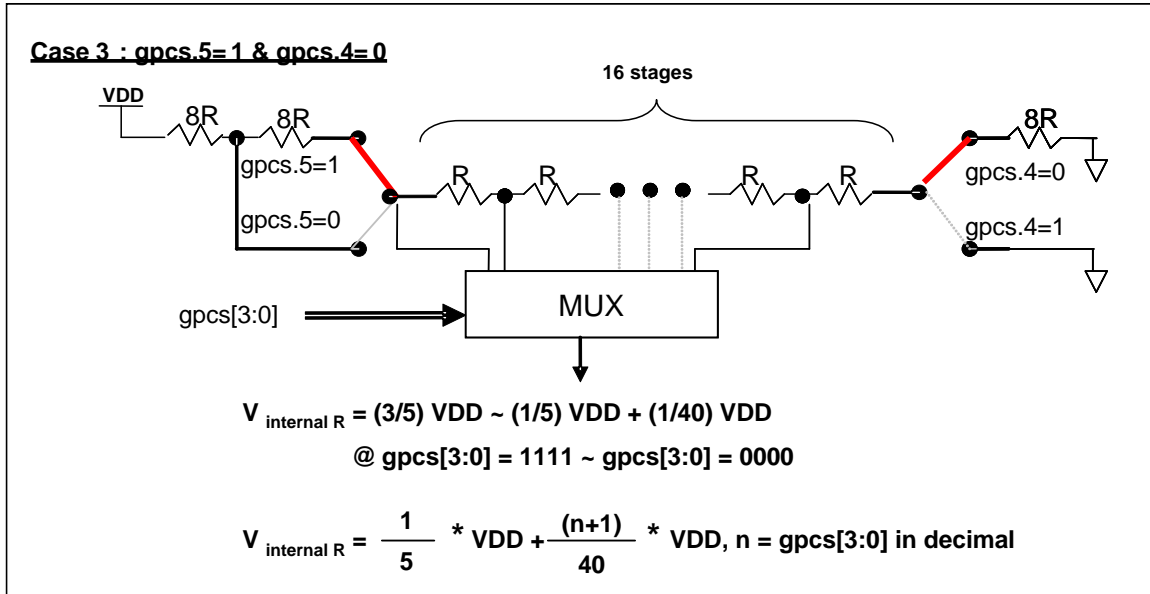 Case 3 : gpcs.5=1 & gpcs.4=0
16 stages
VDD
8R 8R 8R
gpcs.5=1 gpcs.4=0
R R R R
gpcs.5=0 gpcs.4=1
MUX
gpcs[3:0]
V internal R = (3/5) VDD ~ (1/5) VDD + (1/40) VDD
@ gpcs[3:0] = 1111 ~ gpcs[3:0] = 0000
V internal R = 1/5 * VDD + (n+1)/40 * VDD, n = gpcs[3:0] in decimal